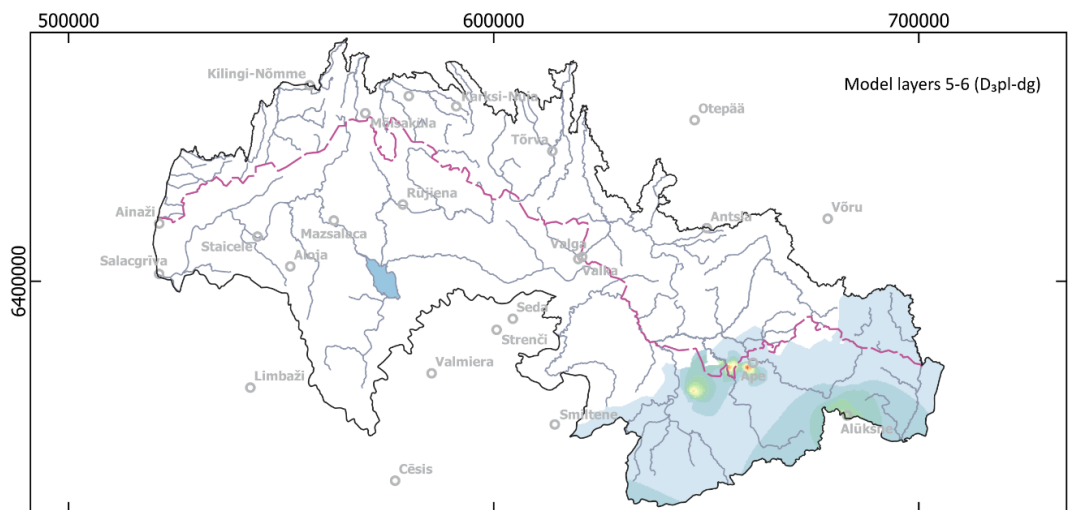 500000
600000
700000
Model layers 5-6 (D₃pl-dg)
Kilingi-Nõmme
Karksi-Nuia
Otepää
Mõisaküla
Tõrva
Rūjiena
Ainaži
Antsla
Võru
Mazsalaca
Staicele
Valga
Salacgrīva
Aloja
Valka
6400000
Seda
Strenči
Valmiera
Limbaži
Ape
Smiltene
Alūksne
Cēsis